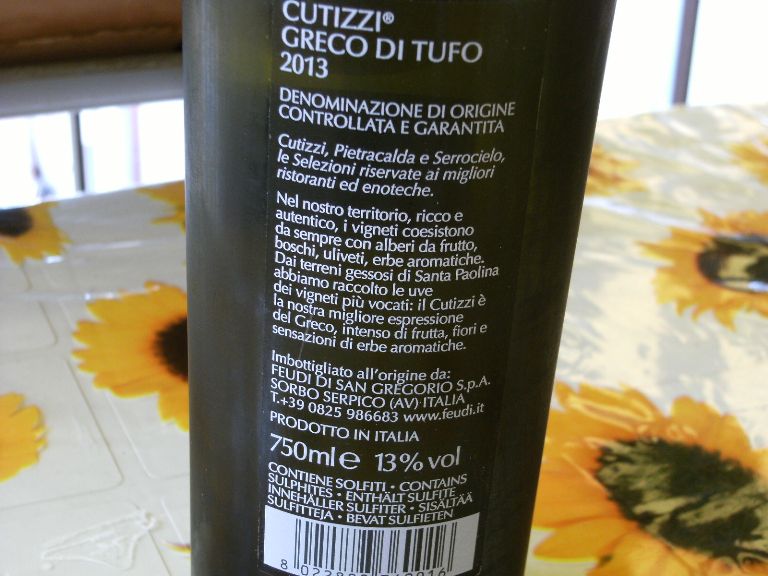 CUTIZZI®
GRECO DI TUFO
2013
DENOMINAZIONE DI ORIGINE
CONTROLLATA E GARANTITA
Cutizzi, Pietracalda e Serrocielo,
le Selezioni riservate ai migliori
ristoranti ed enoteche.
Nel nostro territorio, ricco e
autentico, i vigneti coesistono
da sempre con alberi da frutto,
boschi, uliveti, erbe aromatiche.
Dai terreni gessosi di Santa Paolina
abbiamo raccolto le uve
dei vigneti più vocati: il Cutizzi è
la nostra migliore espressione
del Greco, intenso di frutta, fiori e
sensazioni di erbe aromatiche.
Imbottigliato all'origine da:
FEUDI DI SAN GREGORIO S.p.A.
SORBO SERPICO (AV) ITALIA
T.+39 0825 986683 www.feudi.it
PRODOTTO IN ITALIA
750ml e 13% vol
CONTIENE SOLFITI • CONTAINS
SULPHITES • ENTHÄLT SULFITE
INNEHÅLLER SULFITER • SISÄLTÄÄ
SULFIITTEJA • BEVAT SULFIETEN